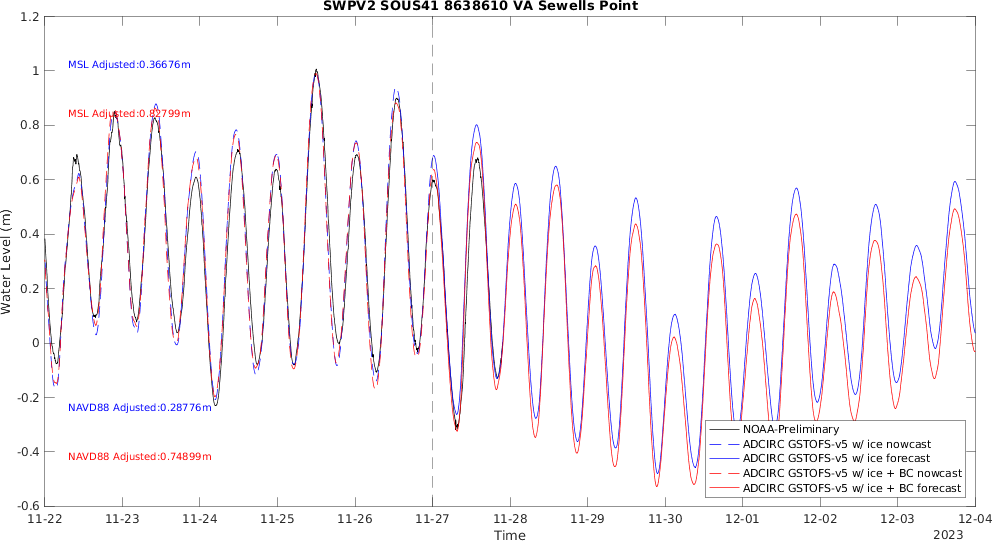 SWPV2 SOUS41 8638610 VA Sewells Point
1.2
1
0.8
0.6
0.4
0.2
0
-0.2
-0.4
-0.6
Water Level (m)
MSL Adjusted:0.36676m
MSL Adjusted:0.82799m
NAVD88 Adjusted:0.28776m
NAVD88 Adjusted:0.74899m
NOAA-Preliminary
ADCIRC GSTOFS-v5 w/ ice nowcast
ADCIRC GSTOFS-v5 w/ ice forecast
ADCIRC GSTOFS-v5 w/ ice + BC nowcast
ADCIRC GSTOFS-v5 w/ ice + BC forecast
11-22 11-23 11-24 11-25 11-26 11-27 11-28 11-29 11-30 12-01 12-02 12-03 12-04
Time
2023